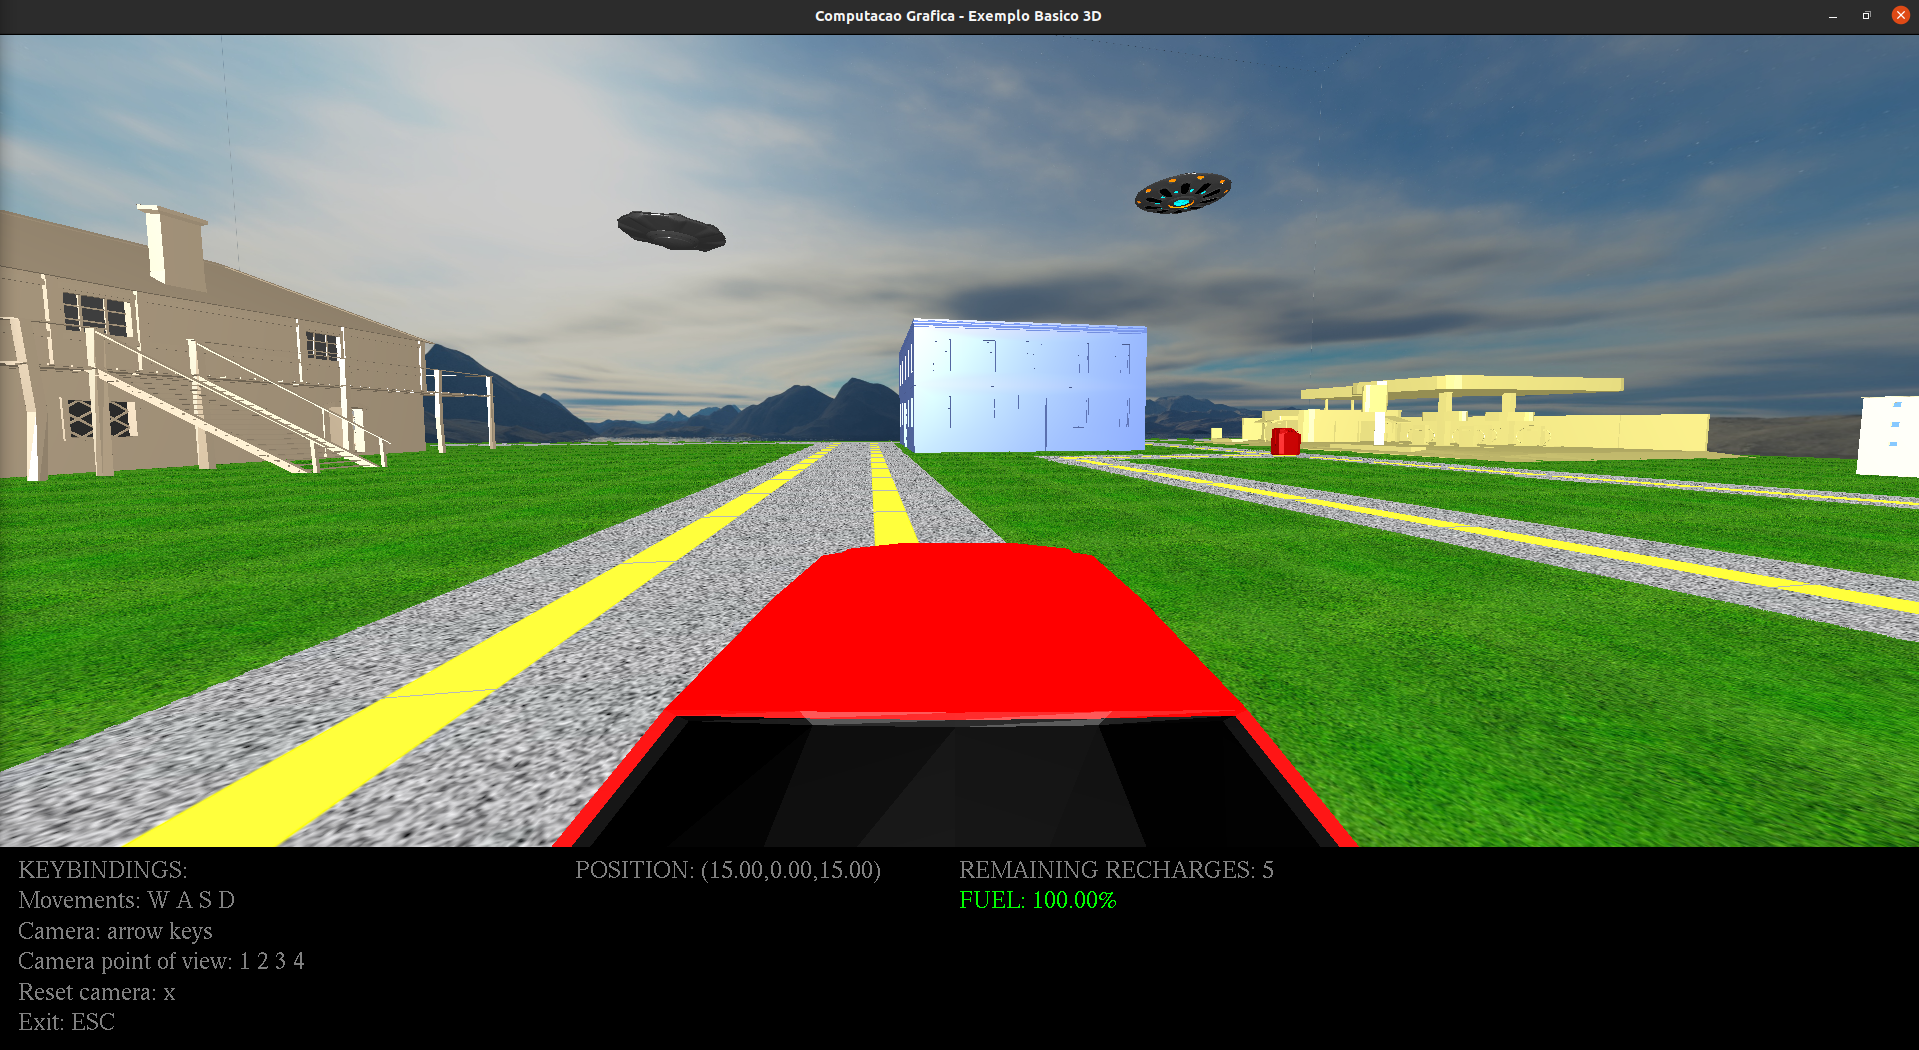 Computacao Grafica - Exemplo Basico 3D
KEYBINDINGS:
Movements: W A S D
Camera: arrow keys
Camera point of view: 1 2 3 4
Reset camera: x
Exit: ESC
POSITION: (15.00,0.00,15.00)
REMAINING RECHARGES: 5
FUEL: 100.00%